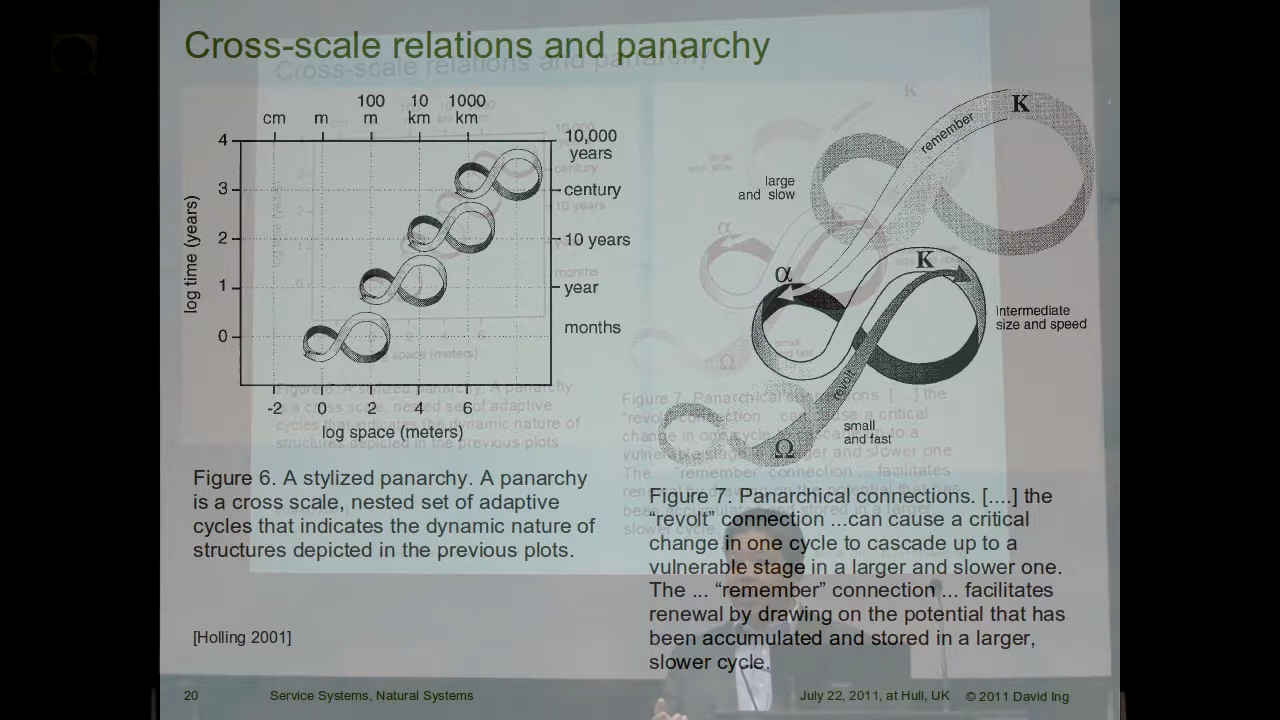 Cross-scale relations and panarchy
100 10 1000
cm m m km km
4
3
2
1
0
log time (years)
10,000
years
century
10 years
year
months
-2 0 2 4 6
log space (meters)
Figure 6. A stylized panarchy. A panarchy
is a cross scale, nested set of adaptive
cycles that indicates the dynamic nature of
structures depicted in the previous plots.
[Holling 2001]
K
remember
large
and slow
α
K
intermediate
size and speed
revolt
small
and fast
Ω
Figure 7. Panarchical connections. [....] the
“revolt” connection ...can cause a critical
change in one cycle to cascade up to a
vulnerable stage in a larger and slower one.
The ... “remember” connection ... facilitates
renewal by drawing on the potential that has
been accumulated and stored in a larger,
slower cycle.
20 Service Systems, Natural Systems July 22, 2011, at Hull, UK © 2011 David Ing